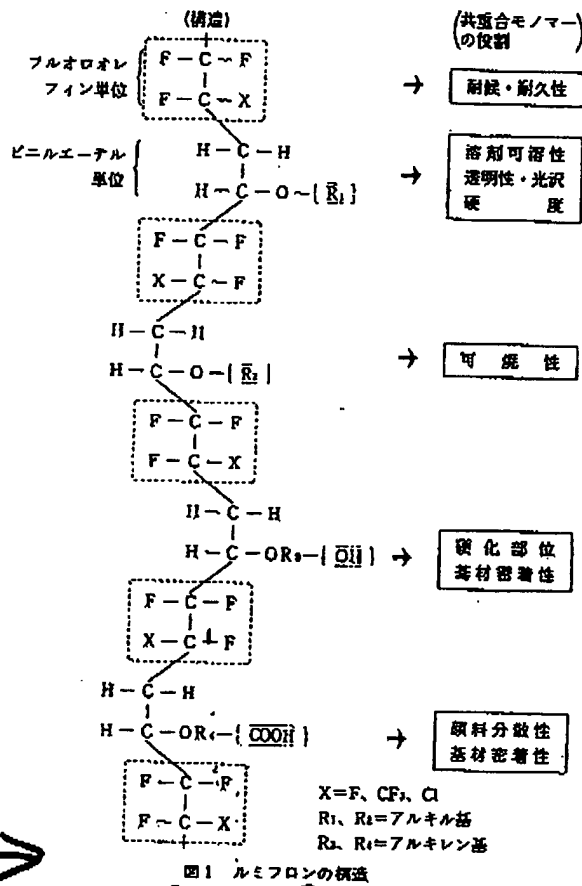 (構造)
(共重合モノマー
の役割)
フルオロオレ
フィン単位
F-C-F
F-C-X
→ 耐候・耐久性
ビニルエーテル
単位
H-C-H
H-C-O-{R₁}
→ 溶剤可溶性
透明性・光沢
硬 度
F-C-F
X-C-F
H-C-H
H-C-O-{R₂}
→ 可撓性
F-C-F
F-C-X
H-C-H
H-C-OR₃-{OH}
→ 硬化部位
基材密着性
F-C-F
X-C-F
H-C-H
H-C-OR₄-{COOH}
→ 顔料分散性
基材密着性
F-C-F
F-C-X
X=F、CF₃、Cl
R₁、R₂=アルキル基
R₃、R₄=アルキレン基
図1 ルミフロンの構造